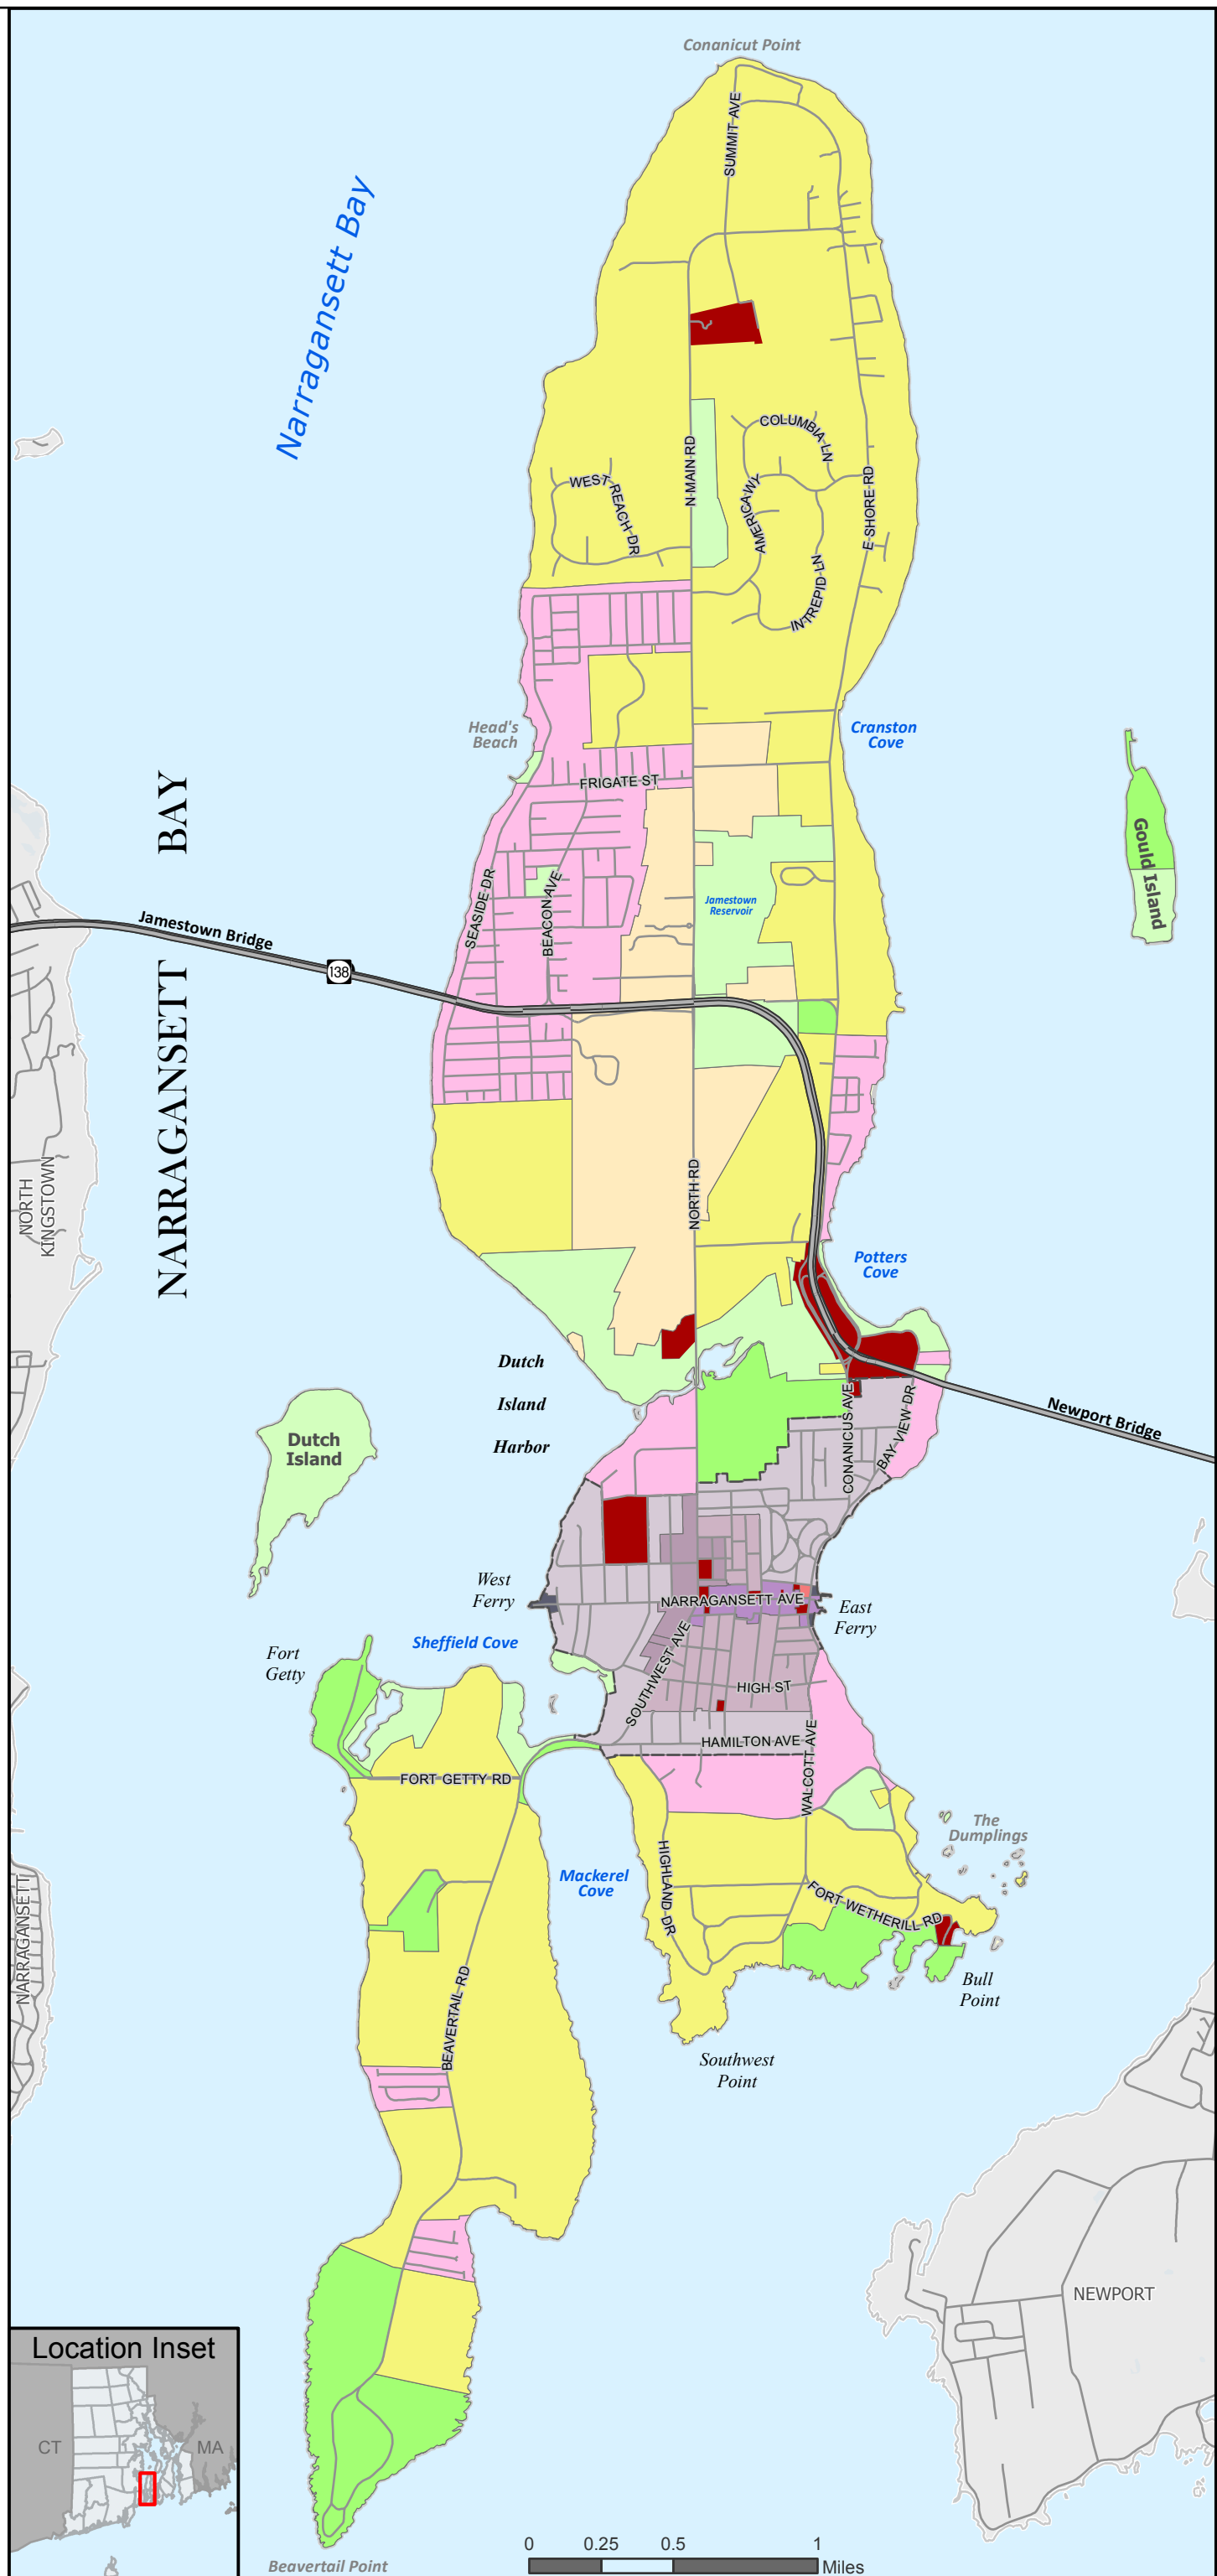 Conanicut Point
SUMMIT AVE
Narragansett Bay
COLUMBIA LN
N MAIN RD
WEST REACH DR
AMERICA WY
E SHORE RD
INTREPID LN
Head's
Beach
Cranston
Cove
FRIGATE ST
Gould Island
NARRAGANSETT BAY
SEASIDE DR
BEACON AVE
Jamestown
Reservoir
Jamestown Bridge
138
NORTH
KINGSTOWN
NORTH RD
Potters
Cove
Dutch
Island
Harbor
Dutch
Island
CONANICUS AVE
BAY VIEW DR
Newport Bridge
West
Ferry
NARRAGANSETT AVE
East
Ferry
Fort
Getty
Sheffield Cove
SOUTHWEST AVE
HIGH ST
HAMILTON AVE
WALCOTT AVE
FORT GETTY RD
The
Dumplings
HIGHLAND DR
Mackerel
Cove
FORT WETHERILL RD
NARRAGANSETT
Bull
Point
BEAVERTAIL RD
Southwest
Point
NEWPORT
Location Inset
CT
MA
0 0.25 0.5 1
Miles
Beavertail Point